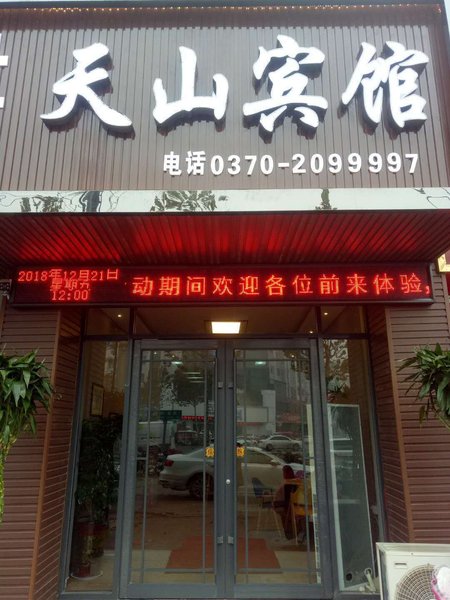 天山宾馆
电话0370-2099997
2018年12月21日
星期五
12:00
动期间欢迎各位前来体验,